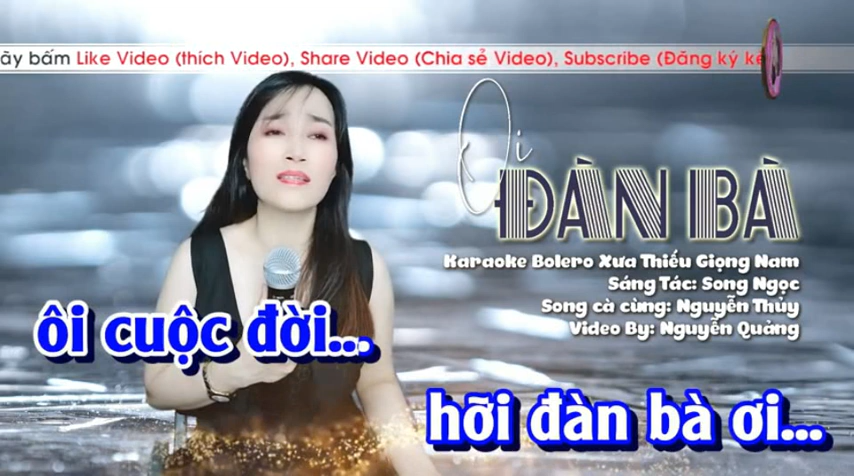 ãy bấm Like Video (thích Video), Share Video (Chia sẻ Video), Subscribe (Đăng ký kê
Ơi
ĐÀN BÀ
Karaoke Bolero Xưa Thiếu Giọng Nam
Sáng Tác: Song Ngọc
Song cà cùng: Nguyễn Thủy
Video By: Nguyễn Quảng
ôi cuộc đời...
hỡi đàn bà ơi...